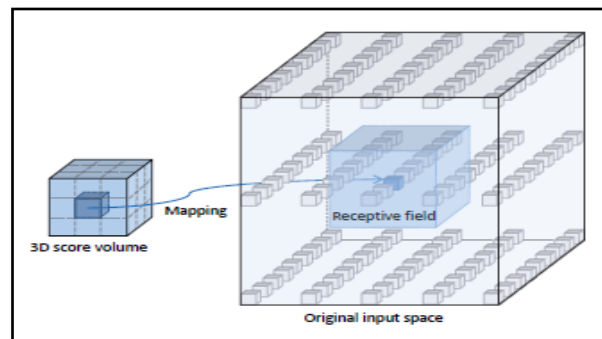 Mapping
Receptive field
3D score volume
Original input space